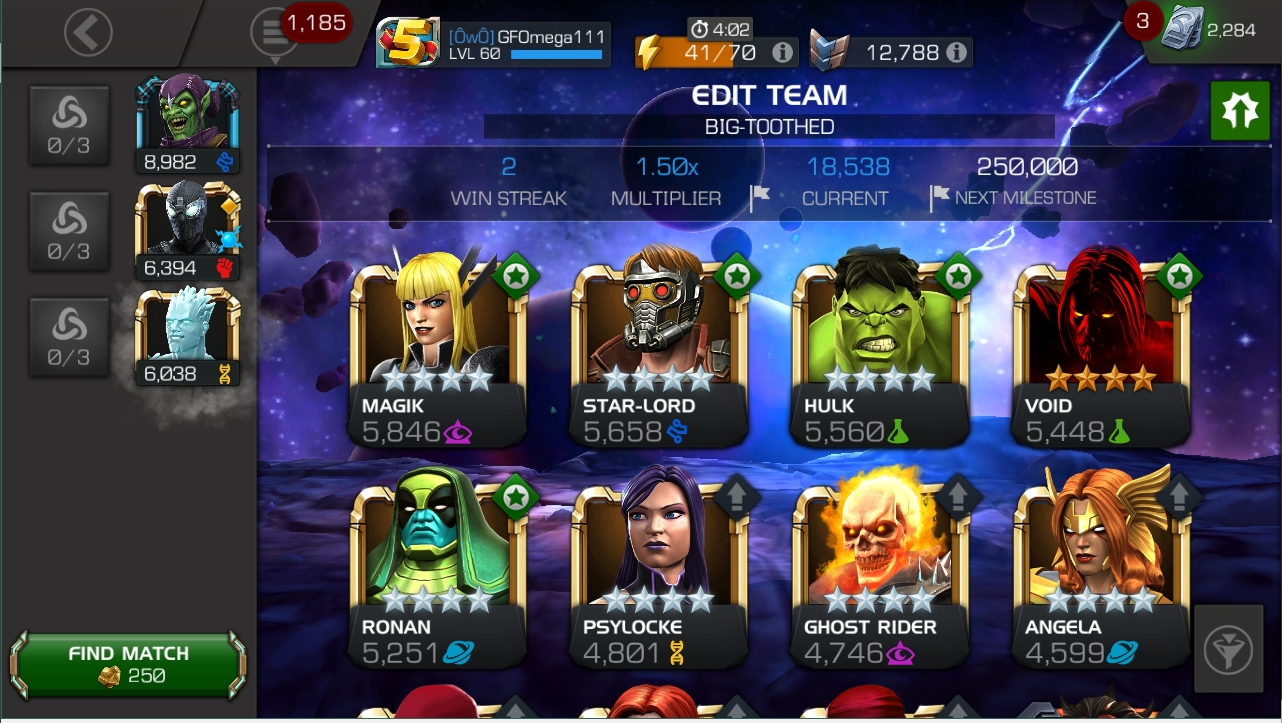 1,185
5
[ÔwÔ] GFOmega111
LVL 60
4:02
41/70
12,788
3
2,284
EDIT TEAM
BIG-TOOTHED
2
WIN STREAK
1.50x
MULTIPLIER
18,538
CURRENT
250,000
NEXT MILESTONE
0/3
8,982
0/3
6,394
0/3
6,038
MAGIK
5,846
STAR-LORD
5,658
HULK
5,560
VOID
5,448
RONAN
5,251
PSYLOCKE
4,801
GHOST RIDER
4,746
ANGELA
4,599
FIND MATCH
250